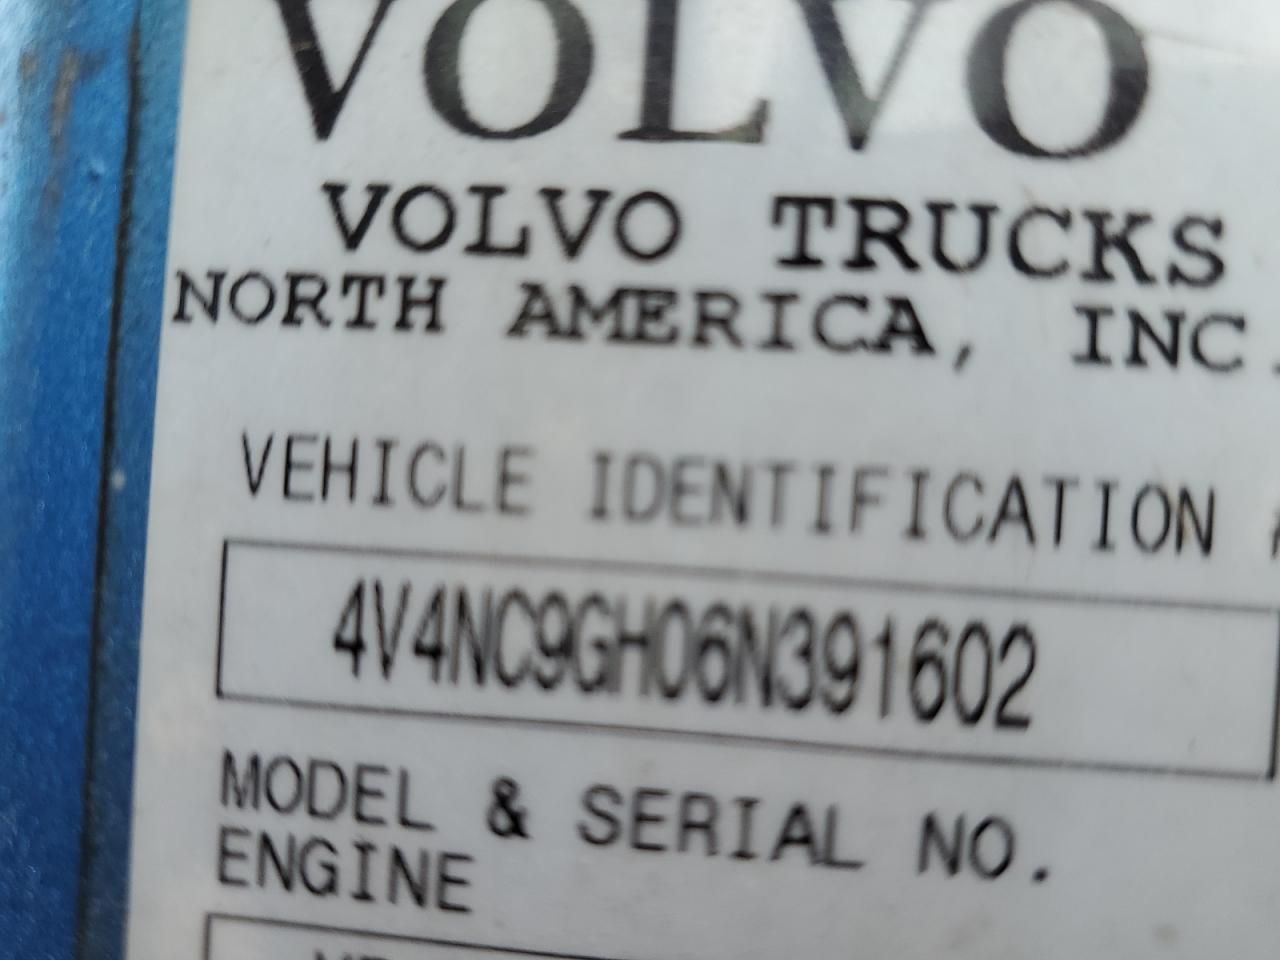 VOLVO
VOLVO TRUCKS
NORTH AMERICA, INC.
VEHICLE IDENTIFICATION
4V4NC9GH06N391602
MODEL & SERIAL NO.
ENGINE